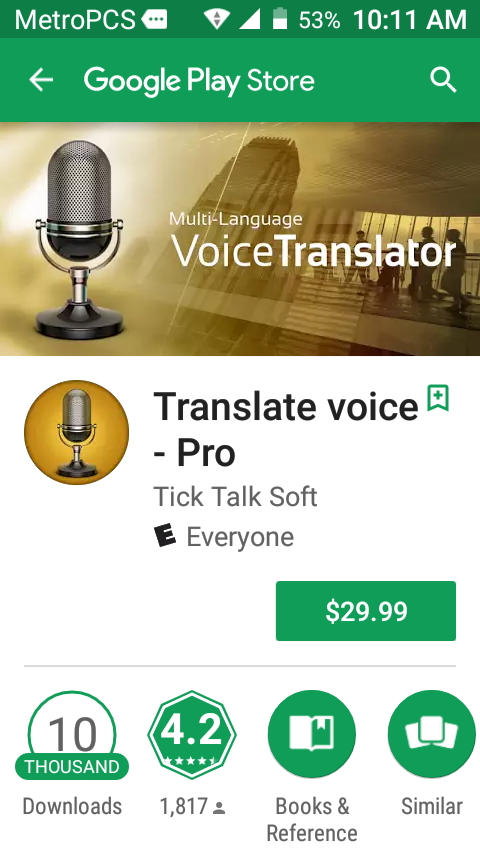 MetroPCS 53% 10:11 AM
Google Play Store
Multi-Language
VoiceTranslator
Translate voice
- Pro
Tick Talk Soft
E Everyone
$29.99
10
THOUSAND
Downloads
4.2
1,817
Books &
Reference
Similar